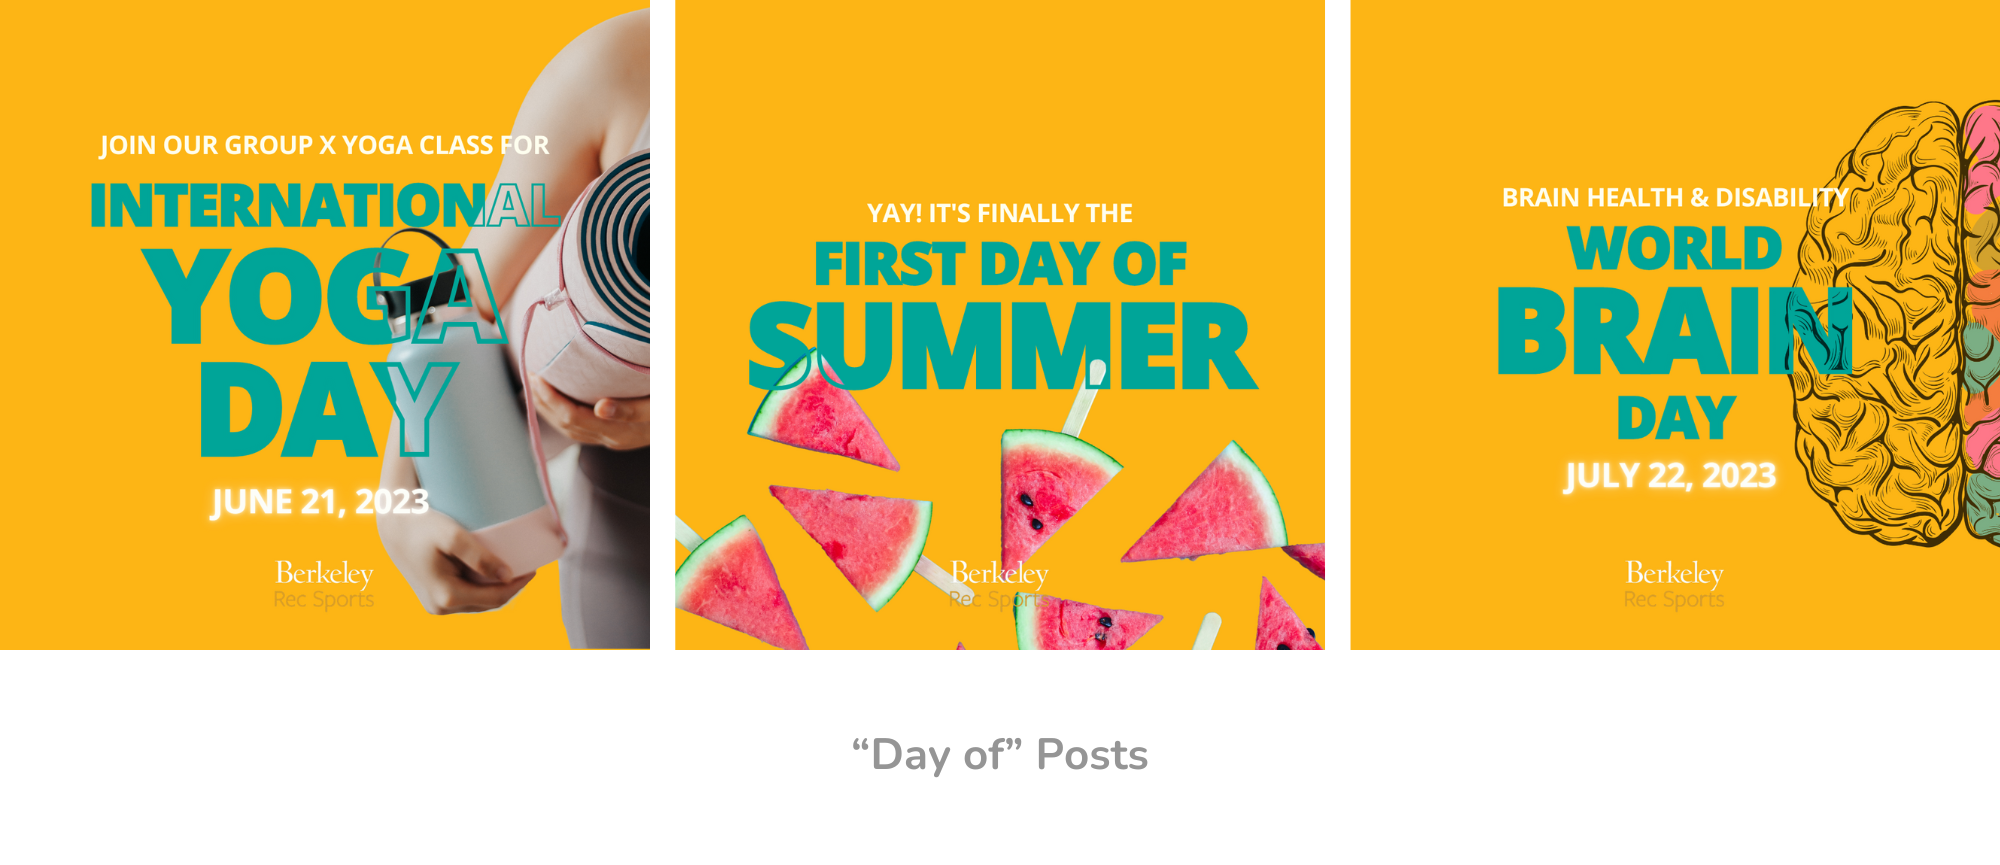 JOIN OUR GROUP X YOGA CLASS FOR
INTERNATIONAL
YOGA
DAY
JUNE 21, 2023
Berkeley
Rec Sports
YAY! IT'S FINALLY THE
FIRST DAY OF
SUMMER
Berkeley
Rec Sports
BRAIN HEALTH & DISABILITY
WORLD
BRAIN
DAY
JULY 22, 2023
Berkeley
Rec Sports
“Day of” Posts